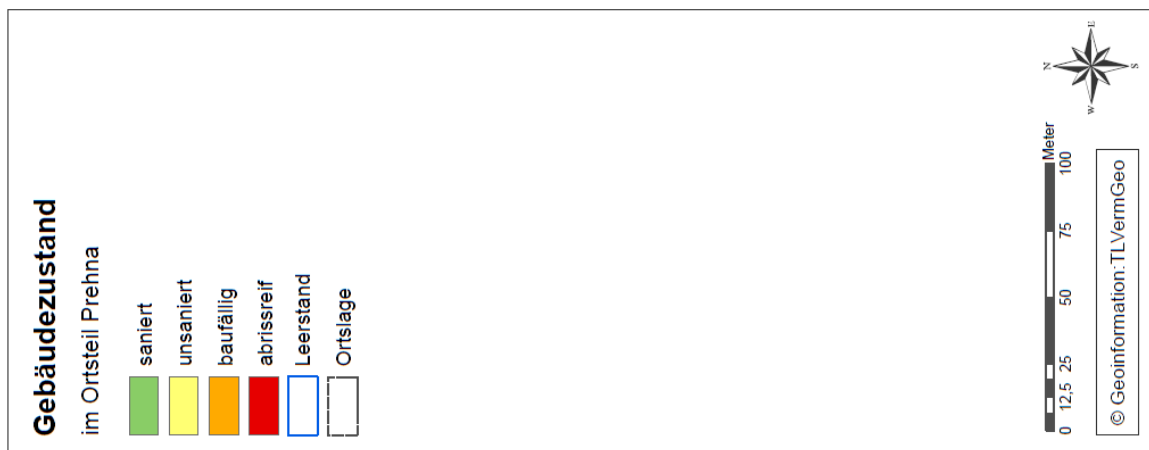 Gebäudezustand
im Ortsteil Prehna
saniert
unsaniert
baufällig
abrissreif
Leerstand
Ortslage
N
E
S
W
Meter
0 12,5 25 50 75 100
© Geoinformation:TLVermGeo